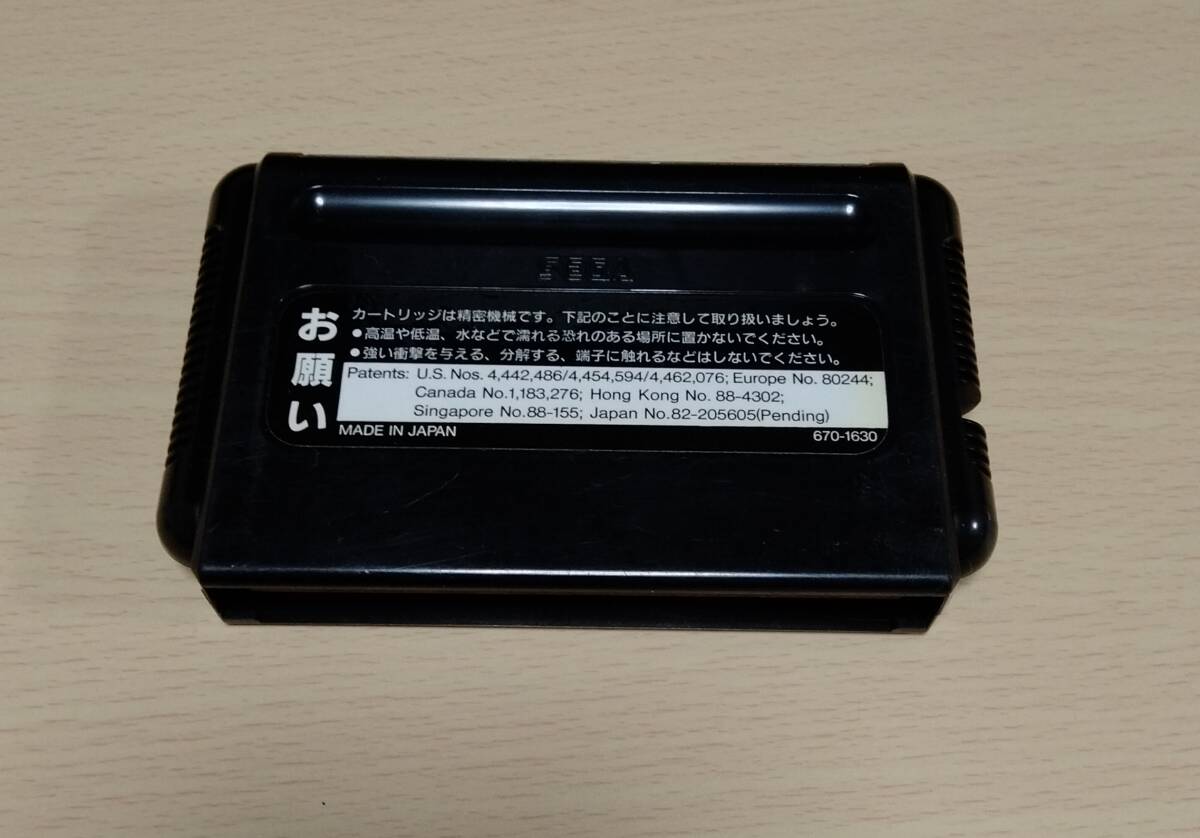 SEGA
お願い
カートリッジは精密機械です。下記のことに注意して取り扱いましょう。
●高温や低温、水などで濡れる恐れのある場所に置かないでください。
●強い衝撃を与える、分解する、端子に触れるなどはしないでください。
Patents: U.S. Nos. 4,442,486/4,454,594/4,462,076; Europe No. 80244;
Canada No.1,183,276; Hong Kong No. 88-4302;
Singapore No.88-155; Japan No.82-205605(Pending)
MADE IN JAPAN 670-1630